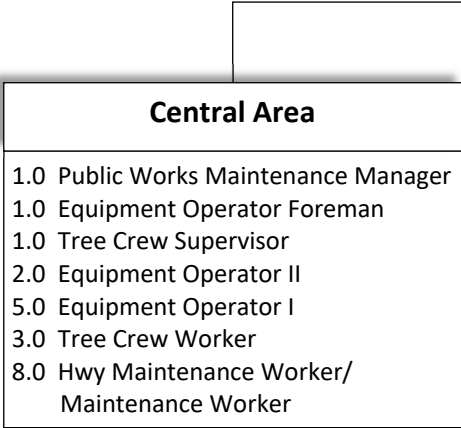 Central Area
1.0 Public Works Maintenance Manager
1.0 Equipment Operator Foreman
1.0 Tree Crew Supervisor
2.0 Equipment Operator II
5.0 Equipment Operator I
3.0 Tree Crew Worker
8.0 Hwy Maintenance Worker/
Maintenance Worker